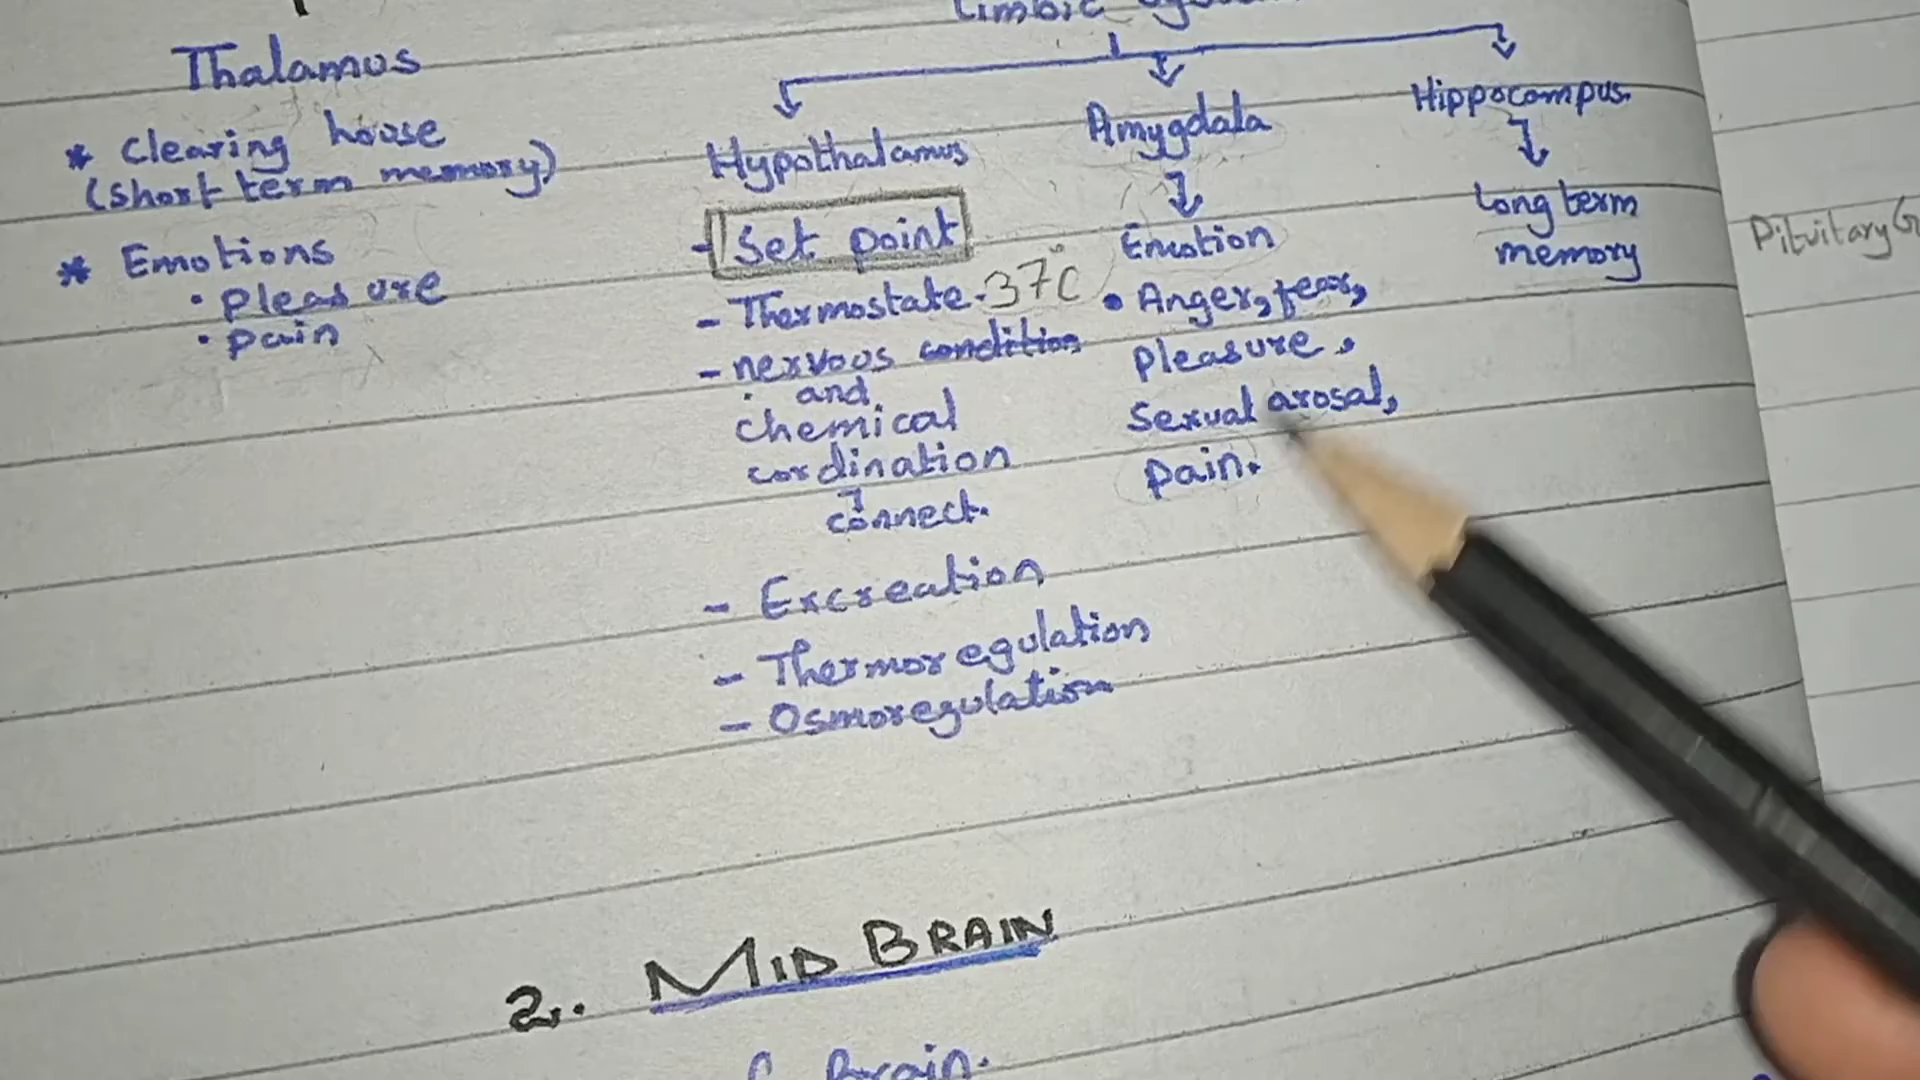 Limbic
Thalamus
* Clearing house
(short term memory)
* Emotions
• pleasure
• pain
Hypothalamus
- Set point
- Thermostate - 37°C
- nervous condition
and
chemical
cordination
connect.
- Excreation
- Thermoregulation
- Osmoregulation
Amygdala
Emotion
• Anger, fear,
pleasure,
Sexual arosal,
pain.
Hippocampus
Long term
memory
Pituitary G
2. MID BRAIN
Brain.